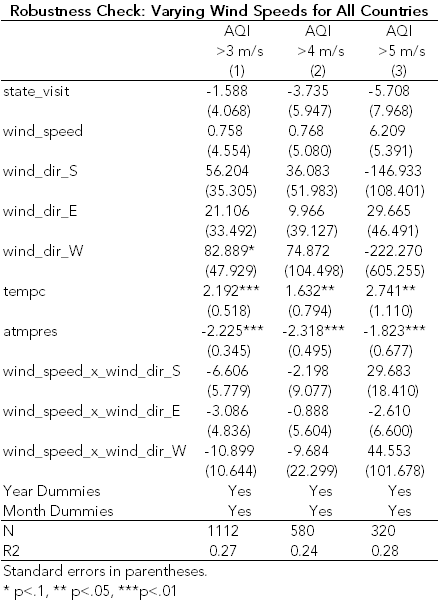 Robustness Check: Varying Wind Speeds for All Countries
AQI AQI AQI
>3 m/s >4 m/s >5 m/s
(1) (2) (3)
state_visit -1.588 -3.735 -5.708
(4.068) (5.947) (7.968)
wind_speed 0.758 0.768 6.209
(4.554) (5.080) (5.391)
wind_dir_S 56.204 36.083 -146.933
(35.305) (51.983) (108.401)
wind_dir_E 21.106 9.966 29.665
(33.492) (39.127) (46.491)
wind_dir_W 82.889* 74.872 -222.270
(47.929) (104.498) (605.255)
tempc 2.192*** 1.632** 2.741**
(0.518) (0.794) (1.110)
atmpres -2.225*** -2.318*** -1.823***
(0.345) (0.495) (0.677)
wind_speed_x_wind_dir_S -6.606 -2.198 29.683
(5.779) (9.077) (18.410)
wind_speed_x_wind_dir_E -3.086 -0.888 -2.610
(4.836) (5.604) (6.600)
wind_speed_x_wind_dir_W -10.899 -9.684 44.553
(10.644) (22.299) (101.678)
Year Dummies Yes Yes Yes
Month Dummies Yes Yes Yes
N 1112 580 320
R2 0.27 0.24 0.28
Standard errors in parentheses.
* p<.1, ** p<.05, ***p<.01